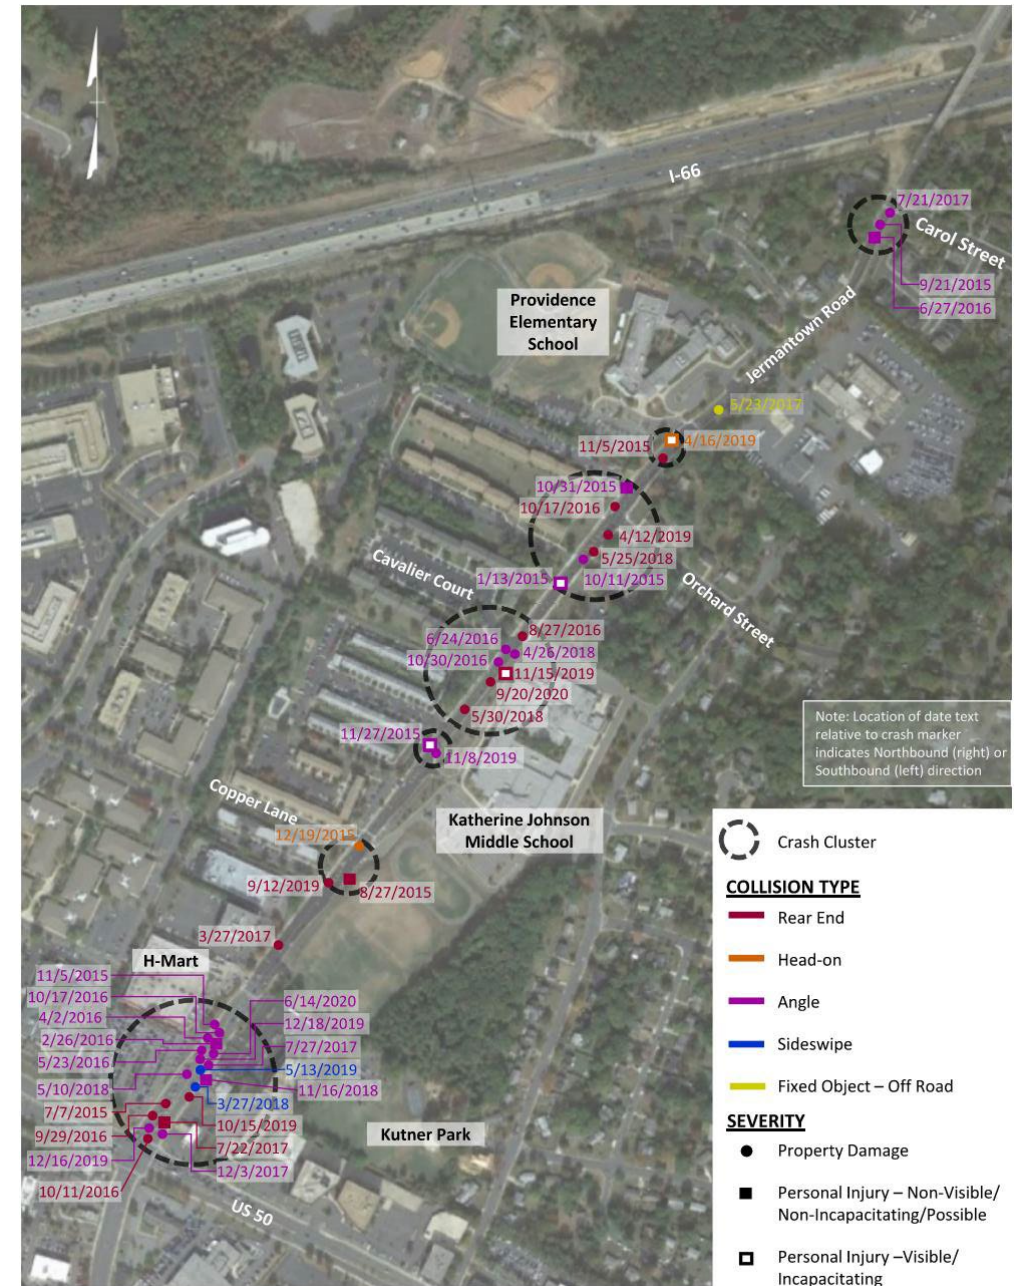 I-66
7/21/2017
Carol Street
9/21/2015
6/27/2016
Providence
Elementary
School
Jermantown Road
5/23/2017
11/5/2015
4/16/2019
10/31/2015
10/17/2016
4/12/2019
5/25/2018
1/13/2015
10/11/2015
Cavalier Court
Orchard Street
8/27/2016
6/24/2016
4/26/2018
10/30/2016
11/15/2019
9/20/2020
5/30/2018
11/27/2015
11/8/2019
Note: Location of date text
relative to crash marker
indicates Northbound (right) or
Southbound (left) direction
Copper Lane
Katherine Johnson
Middle School
12/19/2015
9/12/2019
8/27/2015
3/27/2017
H-Mart
11/5/2015
10/17/2016
4/2/2016
2/26/2016
5/23/2016
5/10/2018
7/7/2015
9/29/2016
12/16/2019
10/11/2016
6/14/2020
12/18/2019
7/27/2017
5/13/2019
11/16/2018
3/27/2018
10/15/2019
7/22/2017
12/3/2017
Kutner Park
US 50
Crash Cluster
COLLISION TYPE
Rear End
Head-on
Angle
Sideswipe
Fixed Object – Off Road
SEVERITY
Property Damage
Personal Injury – Non-Visible/
Non-Incapacitating/Possible
Personal Injury –Visible/
Incapacitating